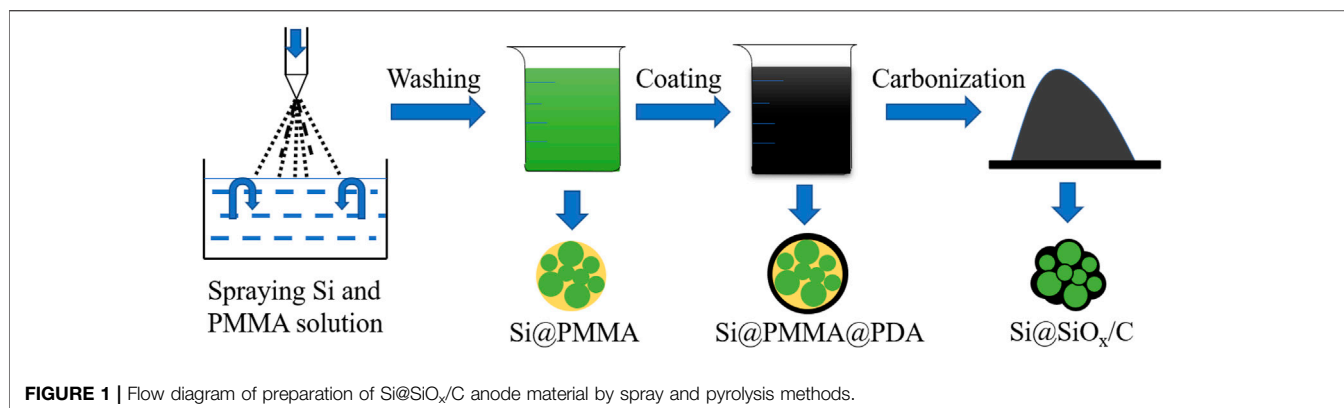 Washing
Coating
Carbonization
Spraying Si and
PMMA solution
Si@PMMA
Si@PMMA@PDA
Si@SiOₓ/C
FIGURE 1 | Flow diagram of preparation of Si@SiOₓ/C anode material by spray and pyrolysis methods.